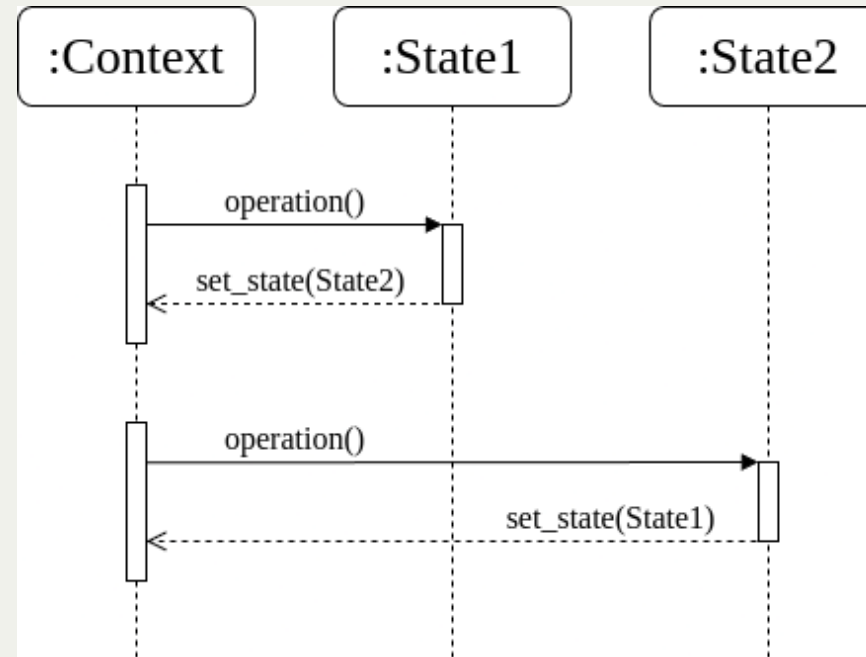 :Context
:State1
:State2
operation()
set_state(State2)
operation()
set_state(State1)